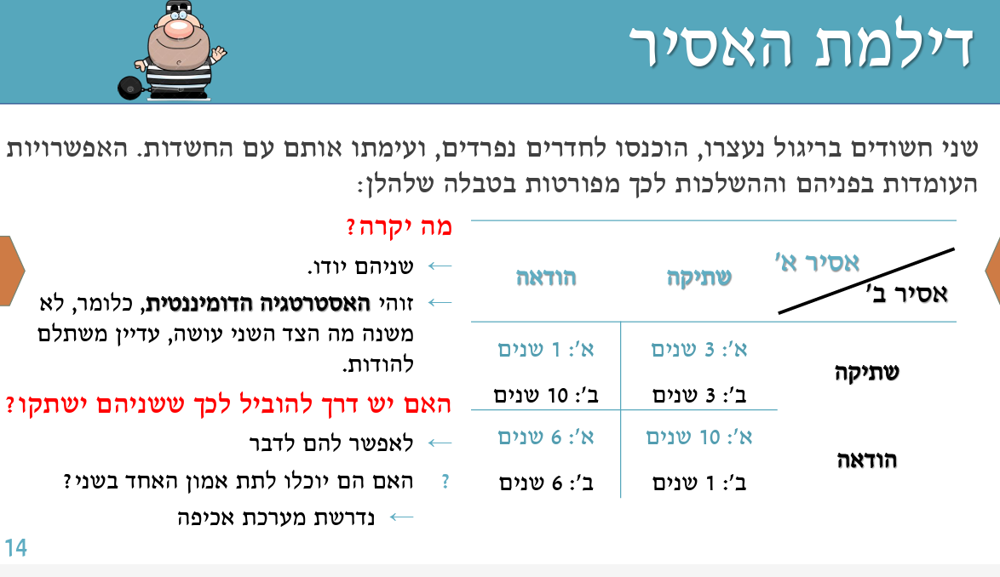 דילמת האסיר
שני חשודים בריגול נעצרו, הוכנסו לחדרים נפרדים, ועימתו אותם עם החשדות. האפשרויות
העומדות בפניהם וההשלכות לכך מפורטות בטבלה שלהלן:
אסיר א'
אסיר ב'
שתיקה
הודאה
שתיקה
א': 3 שנים
א': 1 שנים
ב': 3 שנים
ב': 10 שנים
הודאה
א': 10 שנים
א': 6 שנים
ב': 1 שנים
ב': 6 שנים
מה יקרה?
← שניהם יודו.
← זוהי האסטרטגיה הדומיננטית, כלומר, לא
משנה מה הצד השני עושה, עדיין משתלם
להודות.
האם יש דרך להוביל לכך ששניהם ישתקו?
← לאפשר להם לדבר
? האם הם יוכלו לתת אמון האחד בשני?
← נדרשת מערכת אכיפה
14